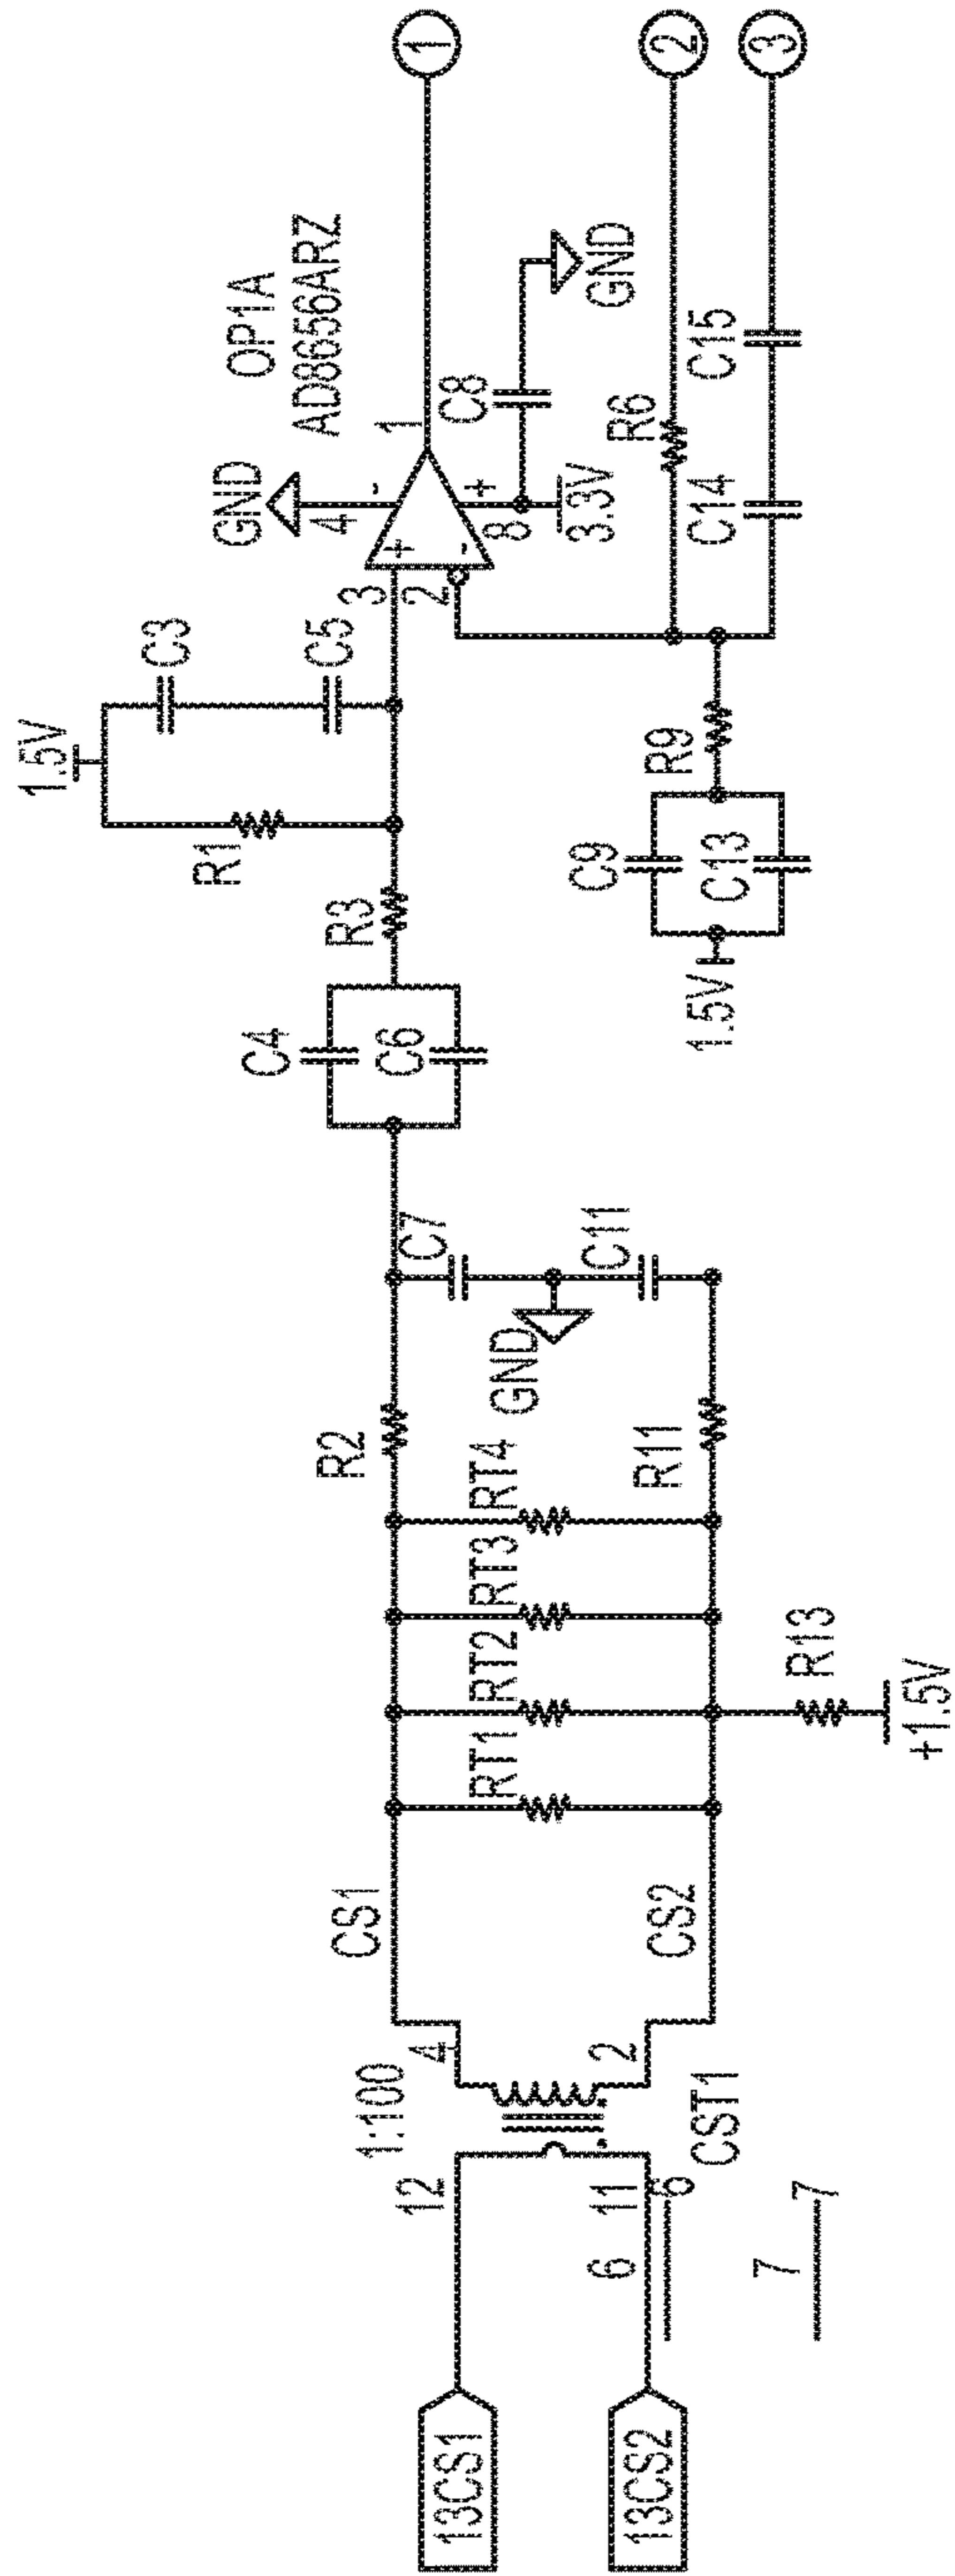 13CS1
13CS2
12
11
6
6
7
7
1:100
4
2
CST1
CS1
CS2
RT1
RT2
RT3
RT4
R13
+1.5V
R2
R11
C7
GND
C11
C4
C6
R3
1.5V
R1
C3
C5
GND
4
-
3
+
2
-
1
8
+
OP1A
AD8656ARZ
3.3V
C8
GND
1.5V
C9
C13
R9
R6
C14
C15
1
2
3